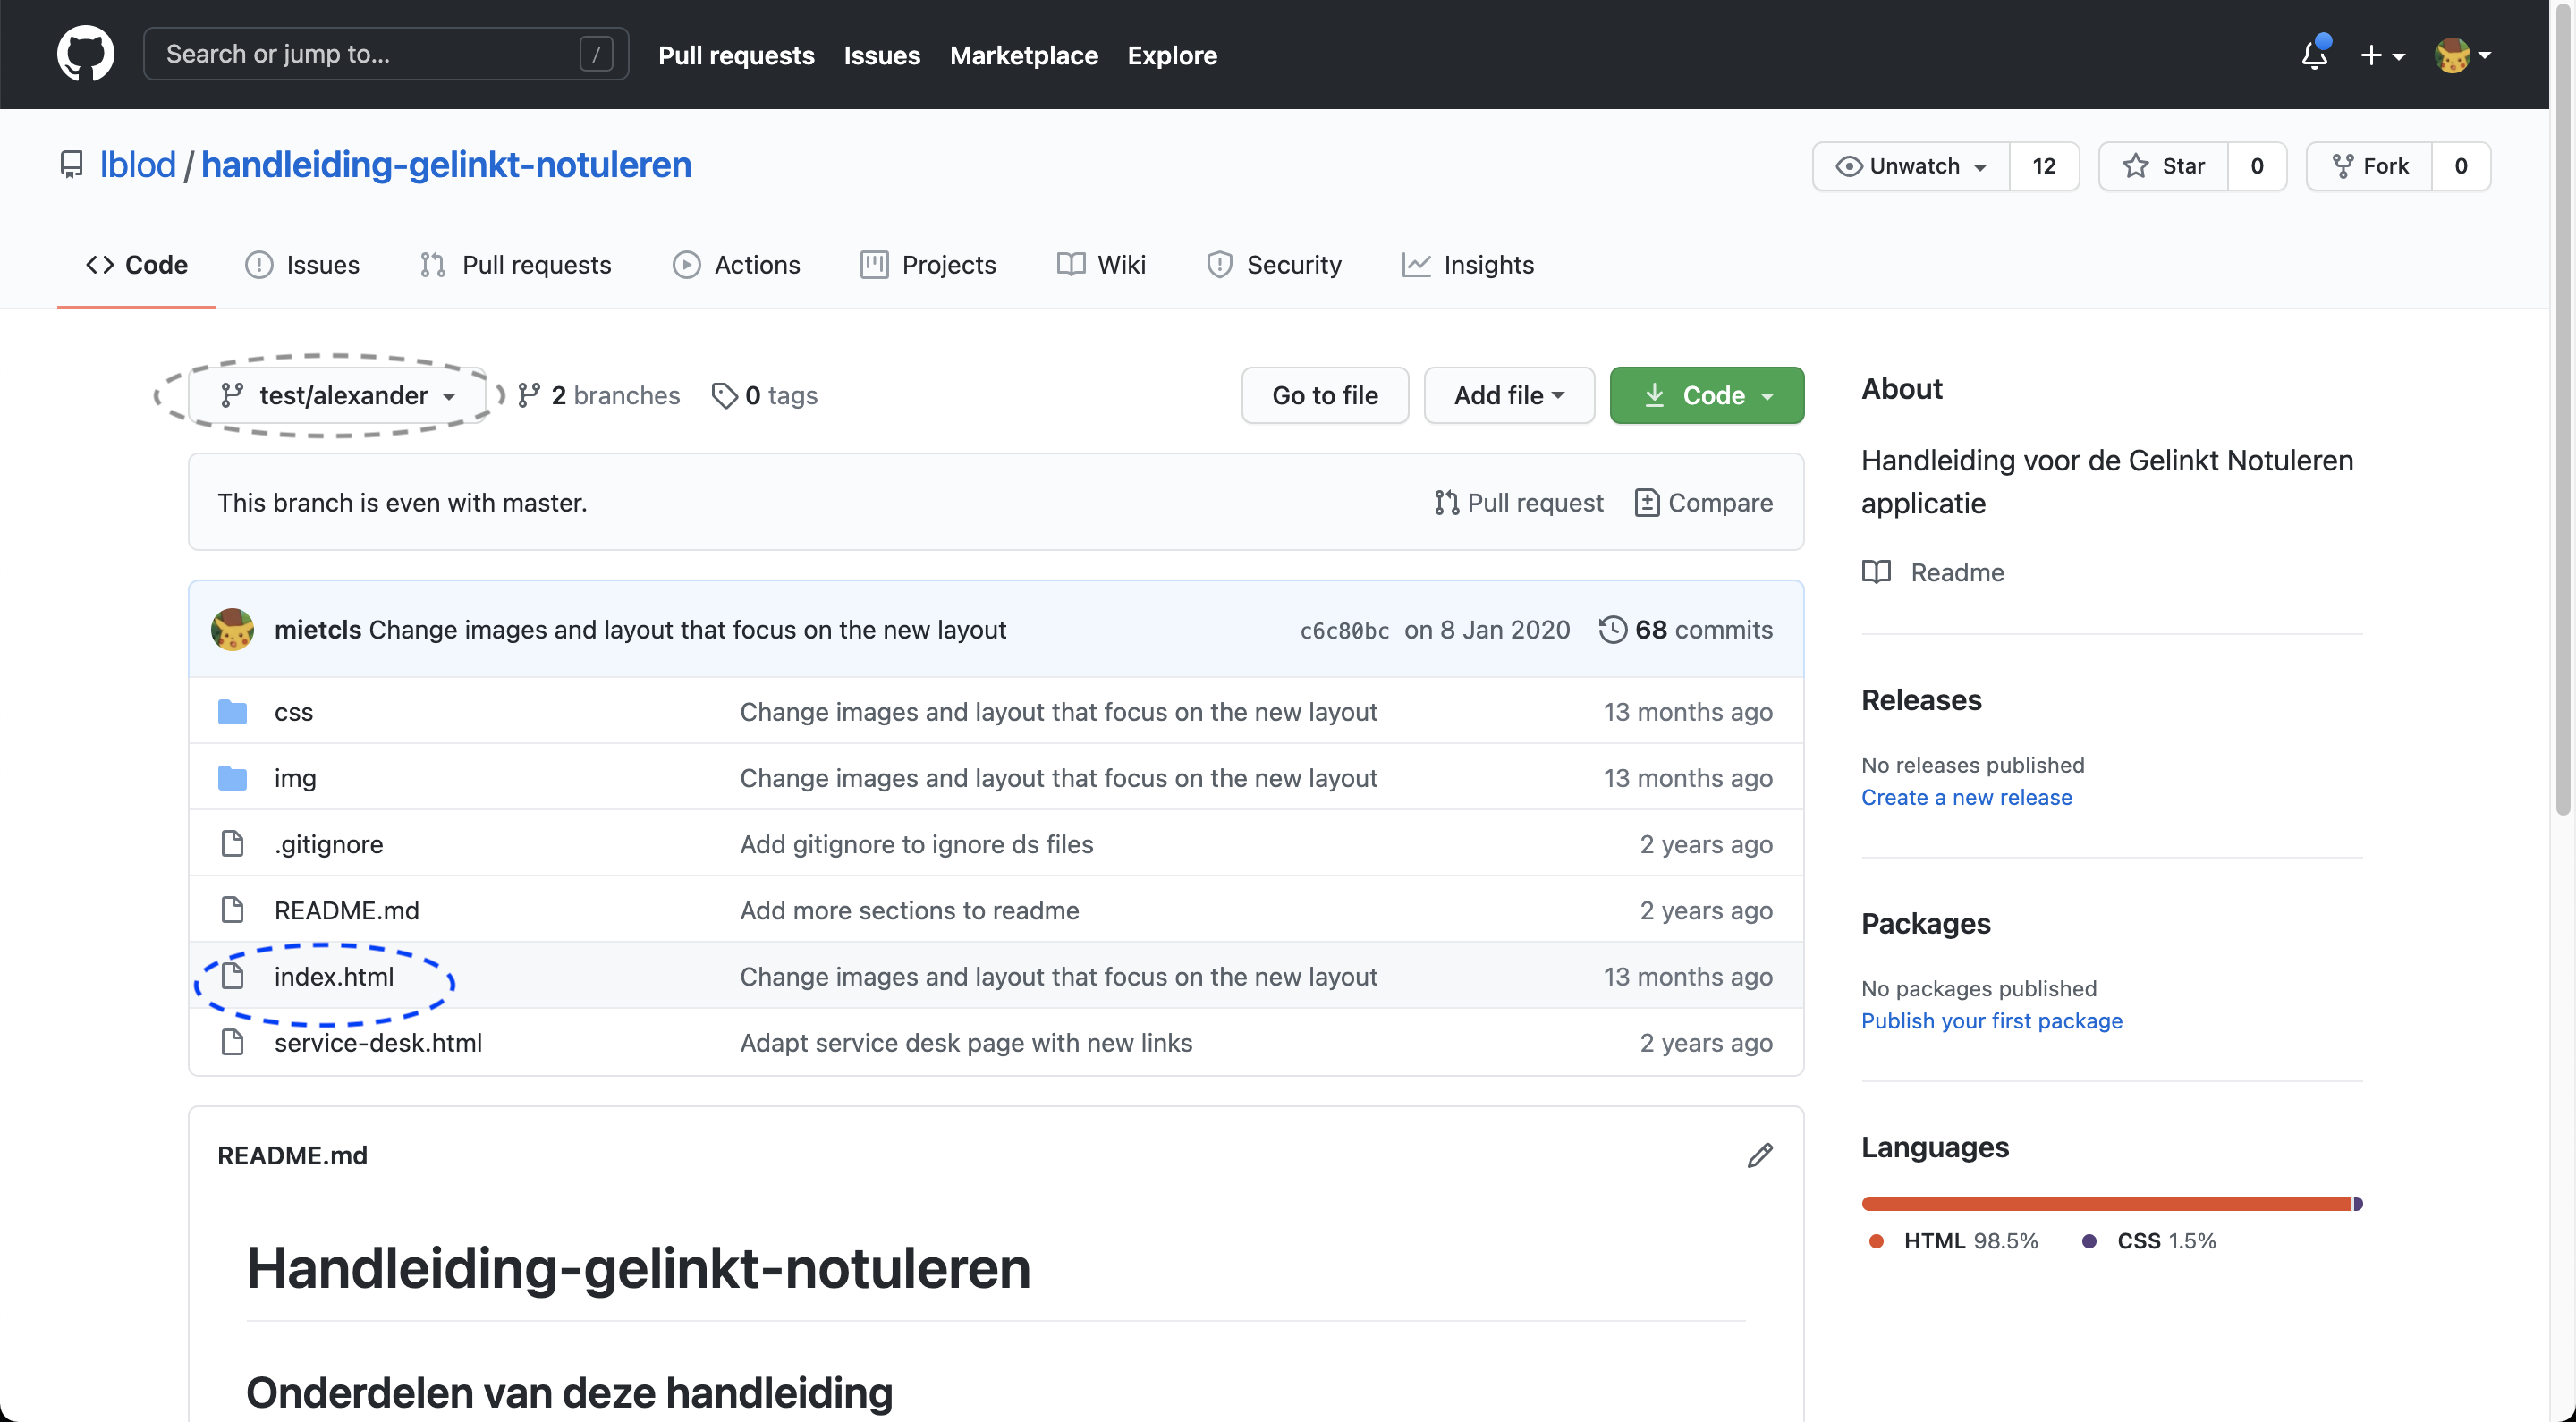 Search or jump to... /
Pull requests Issues Marketplace Explore
lblod / handleiding-gelinkt-notuleren
Unwatch 12 Star 0 Fork 0
Code Issues Pull requests Actions Projects Wiki Security Insights
test/alexander 2 branches 0 tags
Go to file Add file Code
This branch is even with master.
Pull request Compare
mietcls Change images and layout that focus on the new layout c6c80bc on 8 Jan 2020 68 commits
css Change images and layout that focus on the new layout 13 months ago
img Change images and layout that focus on the new layout 13 months ago
.gitignore Add gitignore to ignore ds files 2 years ago
README.md Add more sections to readme 2 years ago
index.html Change images and layout that focus on the new layout 13 months ago
service-desk.html Adapt service desk page with new links 2 years ago
README.md
Handleiding-gelinkt-notuleren
Onderdelen van deze handleiding
About
Handleiding voor de Gelinkt Notuleren
applicatie
Readme
Releases
No releases published
Create a new release
Packages
No packages published
Publish your first package
Languages
HTML 98.5% CSS 1.5%